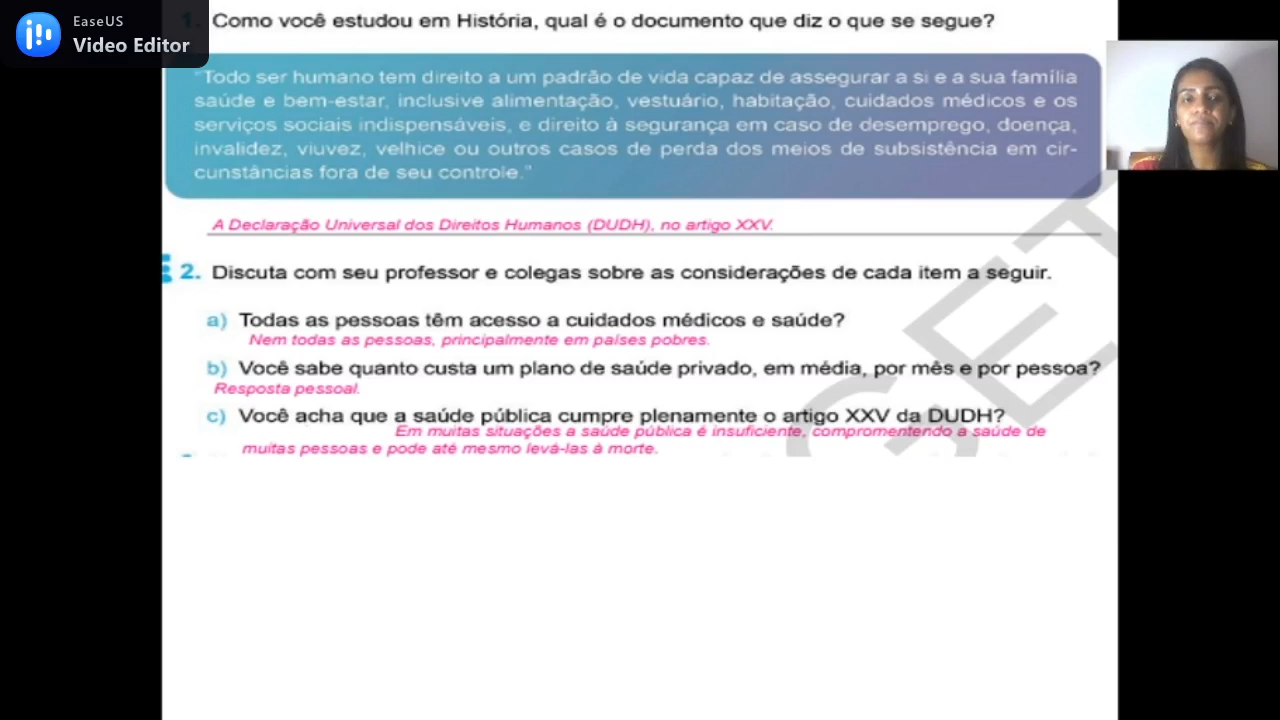 EaseUS
Video Editor
1. Como você estudou em História, qual é o documento que diz o que se segue?
"Todo ser humano tem direito a um padrão de vida capaz de assegurar a si e a sua família
saúde e bem-estar, inclusive alimentação, vestuário, habitação, cuidados médicos e os
serviços sociais indispensáveis, e direito à segurança em caso de desemprego, doença,
invalidez, viuvez, velhice ou outros casos de perda dos meios de subsistência em cir-
cunstâncias fora de seu controle."
A Declaração Universal dos Direitos Humanos (DUDH), no artigo XXV.
2. Discuta com seu professor e colegas sobre as considerações de cada item a seguir.
a) Todas as pessoas têm acesso a cuidados médicos e saúde?
Nem todas as pessoas, principalmente em países pobres.
b) Você sabe quanto custa um plano de saúde privado, em média, por mês e por pessoa?
Resposta pessoal.
c) Você acha que a saúde pública cumpre plenamente o artigo XXV da DUDH?
Em muitas situações a saúde pública é insuficiente, comprometendo a saúde de
muitas pessoas e pode até mesmo levá-las à morte.